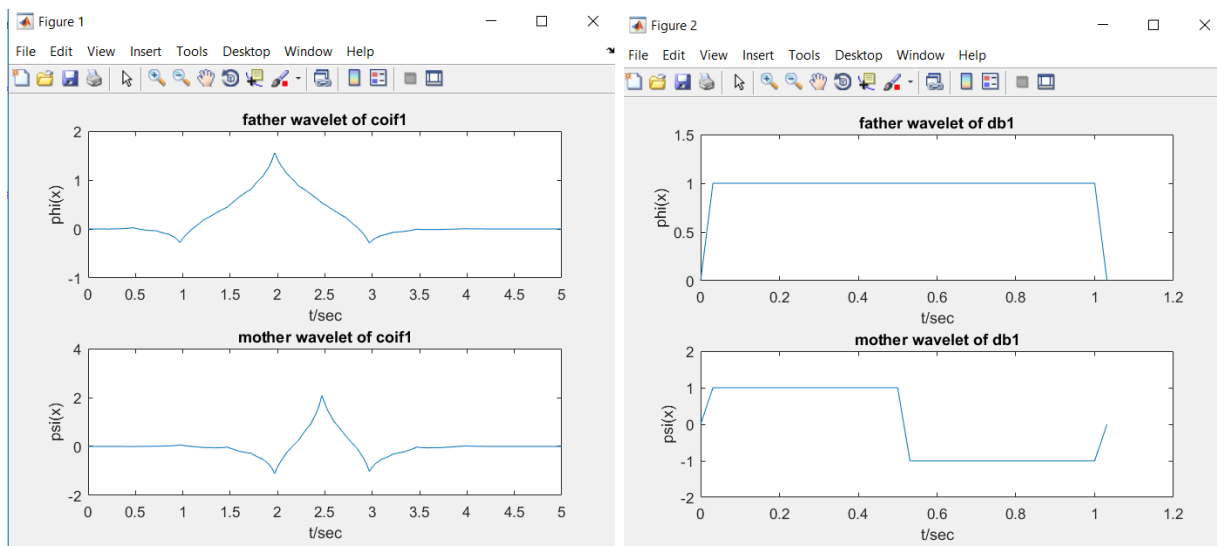 Figure 1
File Edit View Insert Tools Desktop Window Help
father wavelet of coif1
phi(x)
2
1
0
-1
0 0.5 1 1.5 2 2.5 3 3.5 4 4.5 5
t/sec
mother wavelet of coif1
psi(x)
4
2
0
-2
0 0.5 1 1.5 2 2.5 3 3.5 4 4.5 5
t/sec
Figure 2
File Edit View Insert Tools Desktop Window Help
father wavelet of db1
phi(x)
1.5
1
0.5
0
0 0.2 0.4 0.6 0.8 1 1.2
t/sec
mother wavelet of db1
psi(x)
2
1
0
-1
-2
0 0.2 0.4 0.6 0.8 1 1.2
t/sec